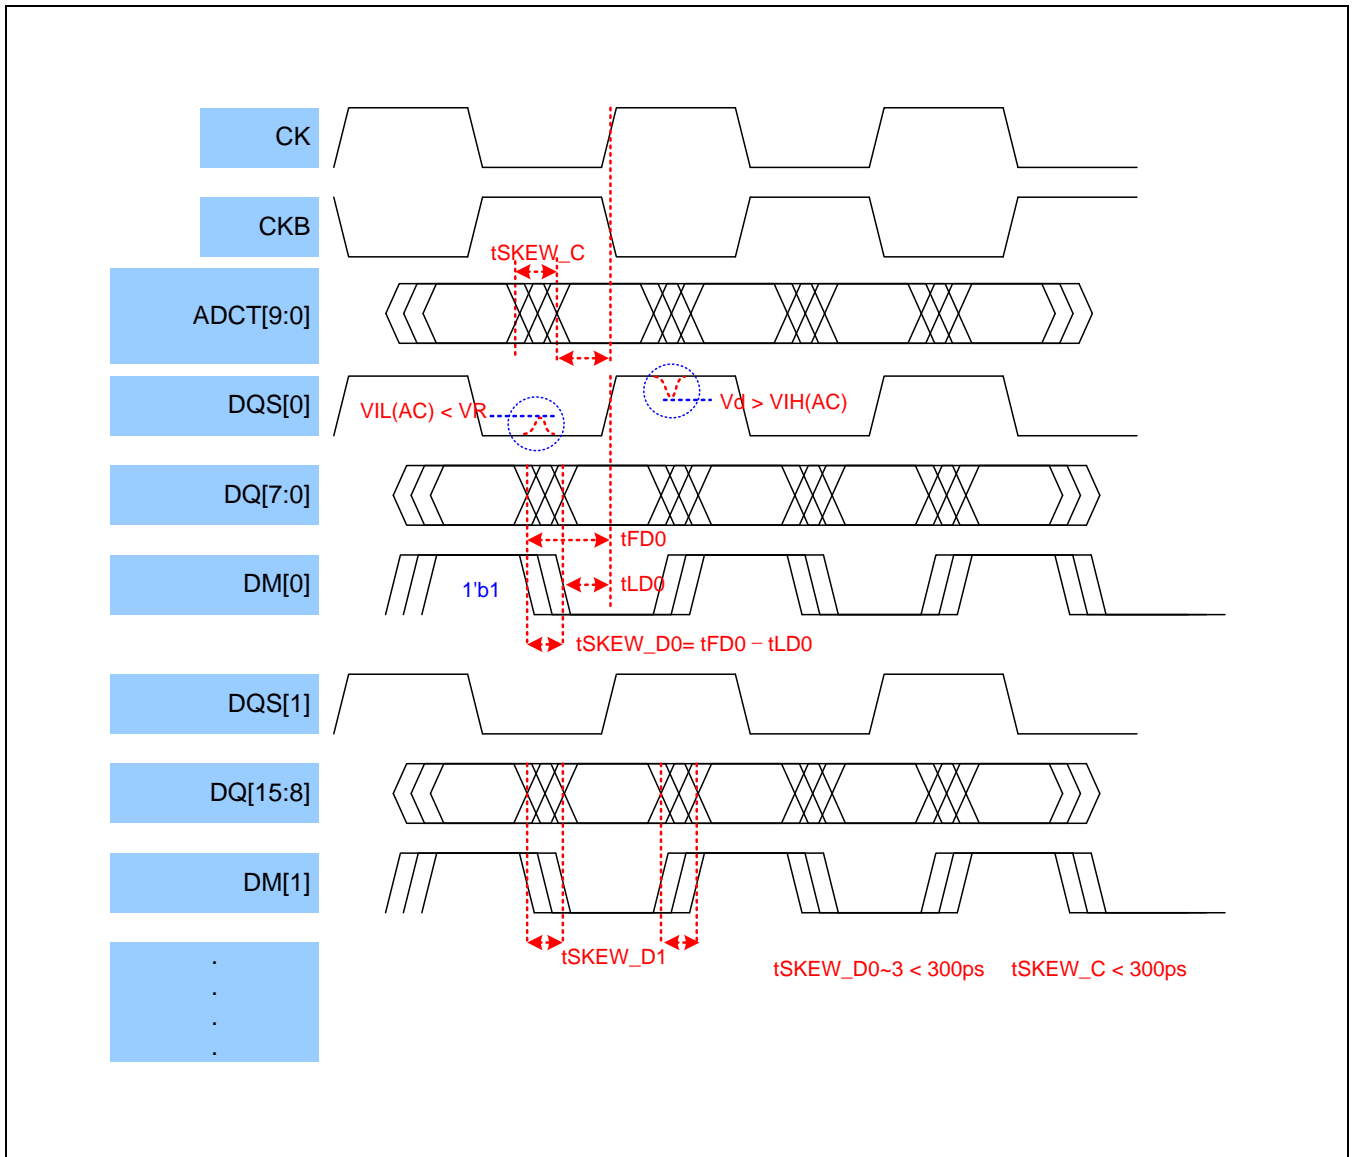 CK
CKB
tSKEW_C
ADCT[9:0]
DQS[0]
VIL(AC) < VR
Vd > VIH(AC)
DQ[7:0]
tFD0
DM[0]
1'b1
tLD0
tSKEW_D0= tFD0 – tLD0
DQS[1]
DQ[15:8]
DM[1]
tSKEW_D1
tSKEW_D0~3 < 300ps
tSKEW_C < 300ps
.
.
.
.